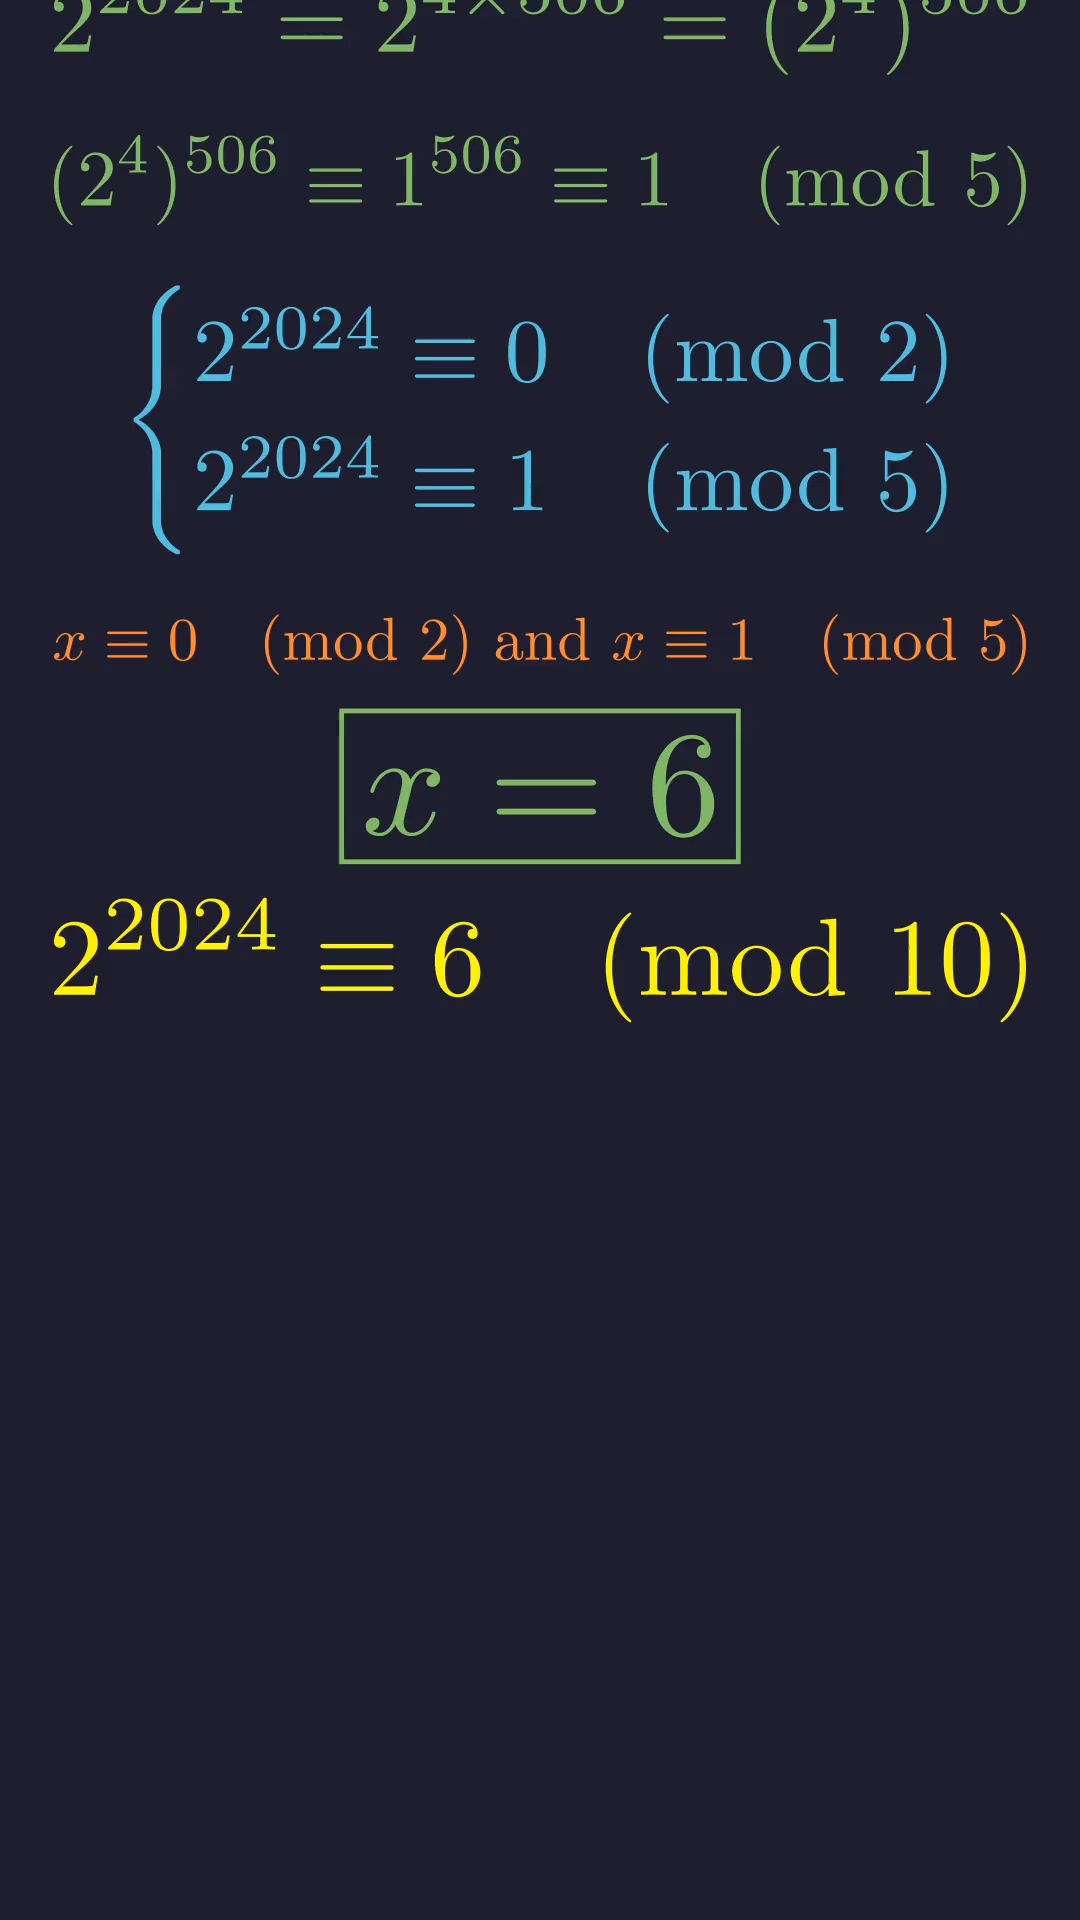 2^2024 = 2^4×506 = (2^4)^506
(2^4)^506 ≡ 1^506 ≡ 1 (mod 5)
{ 2^2024 ≡ 0 (mod 2)
2^2024 ≡ 1 (mod 5)
x ≡ 0 (mod 2) and x ≡ 1 (mod 5)
x = 6
2^2024 ≡ 6 (mod 10)